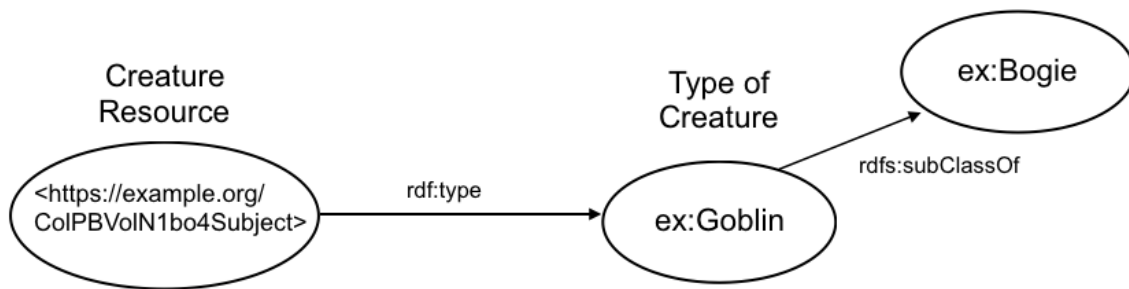 Creature
Resource
<https://example.org/
ColPBVolN1bo4Subject>
rdf:type
Type of
Creature
ex:Goblin
rdfs:subClassOf
ex:Bogie